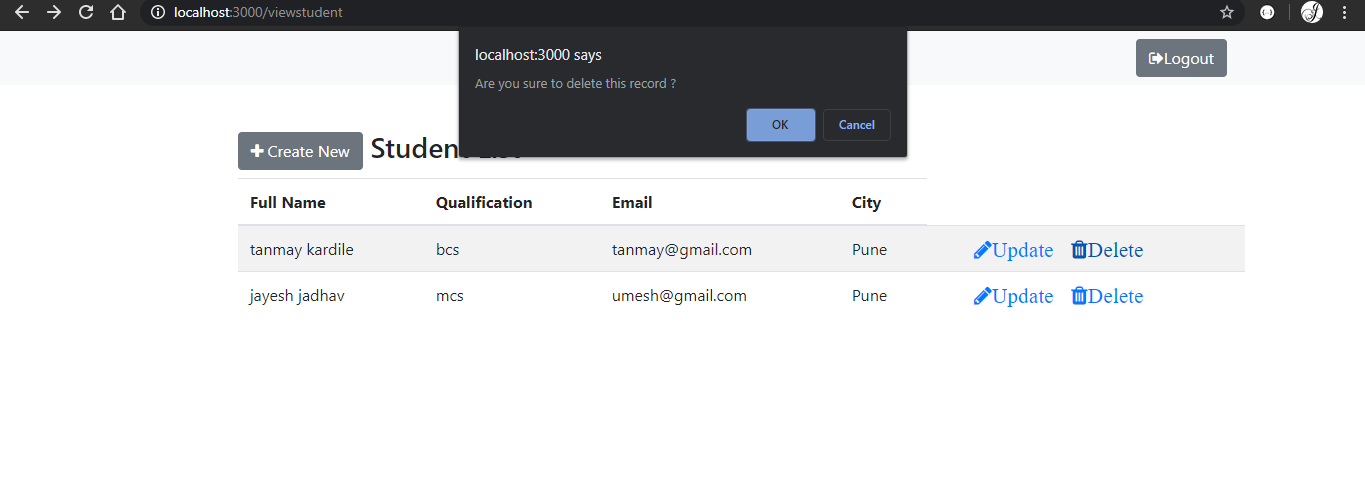 localhost:3000/viewstudent
localhost:3000 says
Are you sure to delete this record ?
OK Cancel
Logout
Create New Student List
Full Name Qualification Email City
tanmay kardile bcs tanmay@gmail.com Pune Update Delete
jayesh jadhav mcs umesh@gmail.com Pune Update Delete